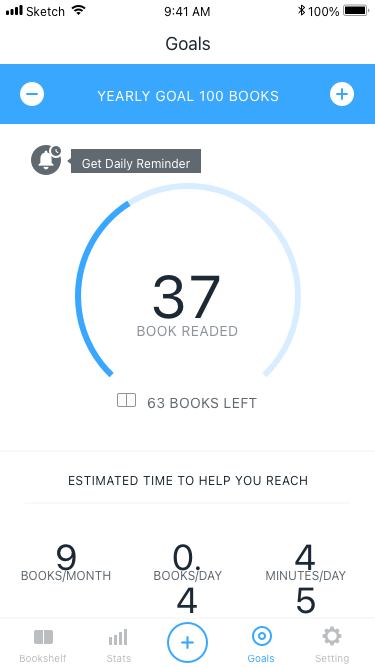 Sketch 9:41 AM 100%
Goals
YEARLY GOAL 100 BOOKS
Get Daily Reminder
37
BOOK READED
63 BOOKS LEFT
ESTIMATED TIME TO HELP YOU REACH
9 0. 4
BOOKS/MONTH BOOKS/DAY MINUTES/DAY
4 5
Bookshelf Stats Goals Setting